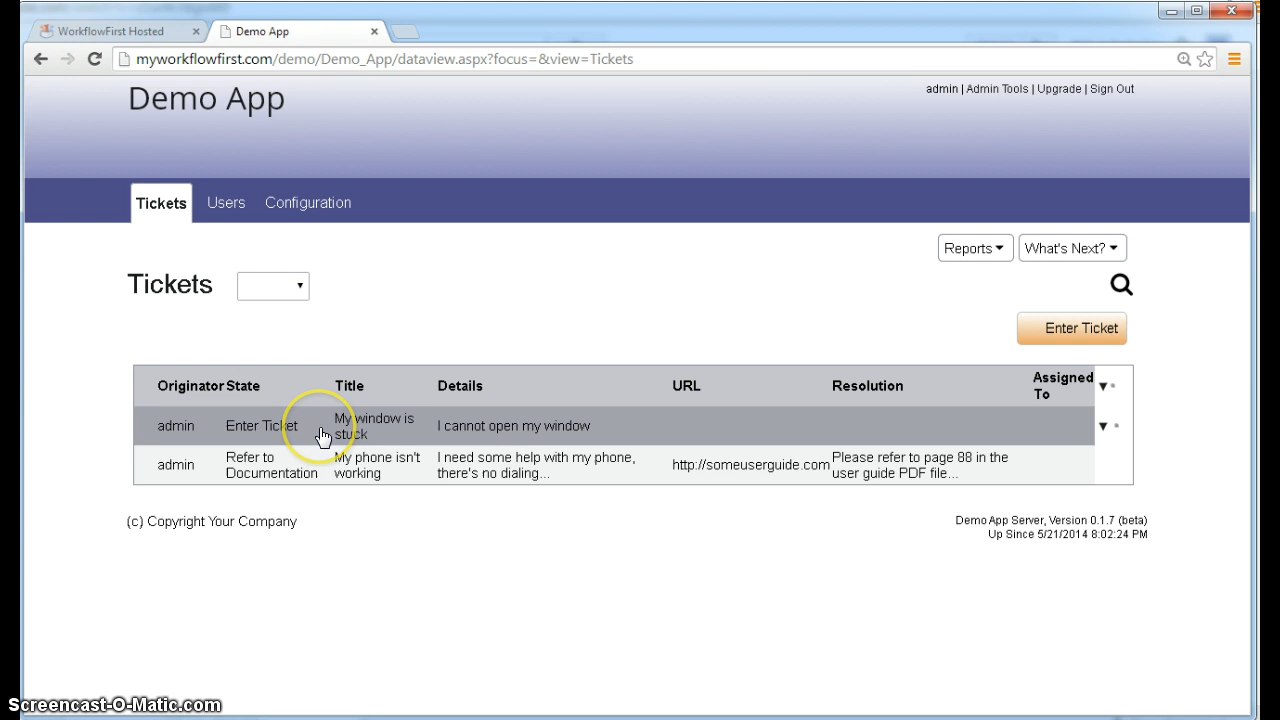 WorkflowFirst Hosted
Demo App
myworkflowfirst.com/demo/Demo_App/dataview.aspx?focus=&view=Tickets
Demo App
admin | Admin Tools | Upgrade | Sign Out
Tickets Users Configuration
Reports What's Next?
Tickets
Enter Ticket
Originator State Title Details URL Resolution Assigned
To
admin Enter Ticket My window is
stuck I cannot open my window
admin Refer to
Documentation My phone isn't
working I need some help with my phone,
there's no dialing... http://someuserguide.com Please refer to page 88 in the
user guide PDF file...
(c) Copyright Your Company
Demo App Server, Version 0.1.7 (beta)
Up Since 5/21/2014 8:02:24 PM
Screencast-O-Matic.com